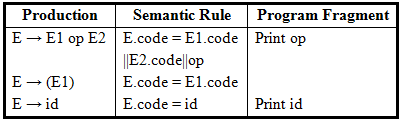 Production Semantic Rule Program Fragment
E → E1 op E2 E.code = E1.code Print op
||E2.code||op
E → (E1) E.code = E1.code
E → id E.code = id Print id